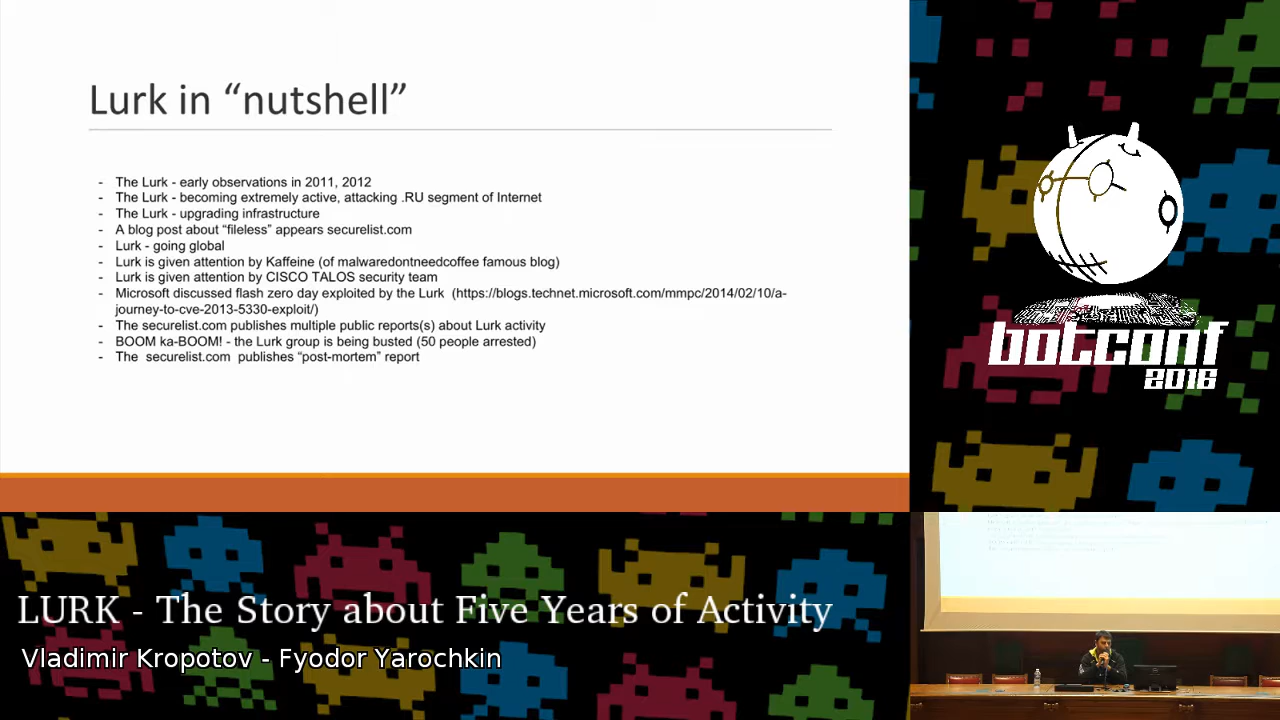 Lurk in “nutshell”
- The Lurk - early observations in 2011, 2012
- The Lurk - becoming extremely active, attacking .RU segment of Internet
- The Lurk - upgrading infrastructure
- A blog post about “fileless” appears securelist.com
- Lurk - going global
- Lurk is given attention by Kaffeine (of malwaredontneedcoffee famous blog)
- Lurk is given attention by CISCO TALOS security team
- Microsoft discussed flash zero day exploited by the Lurk (https://blogs.technet.microsoft.com/mmpc/2014/02/10/a-
journey-to-cve-2013-5330-exploit/)
- The securelist.com publishes multiple public reports(s) about Lurk activity
- BOOM ka-BOOM! - the Lurk group is being busted (50 people arrested)
- The securelist.com publishes “post-mortem” report
botconf
2016
LURK - The Story about Five Years of Activity
Vladimir Kropotov - Fyodor Yarochkin